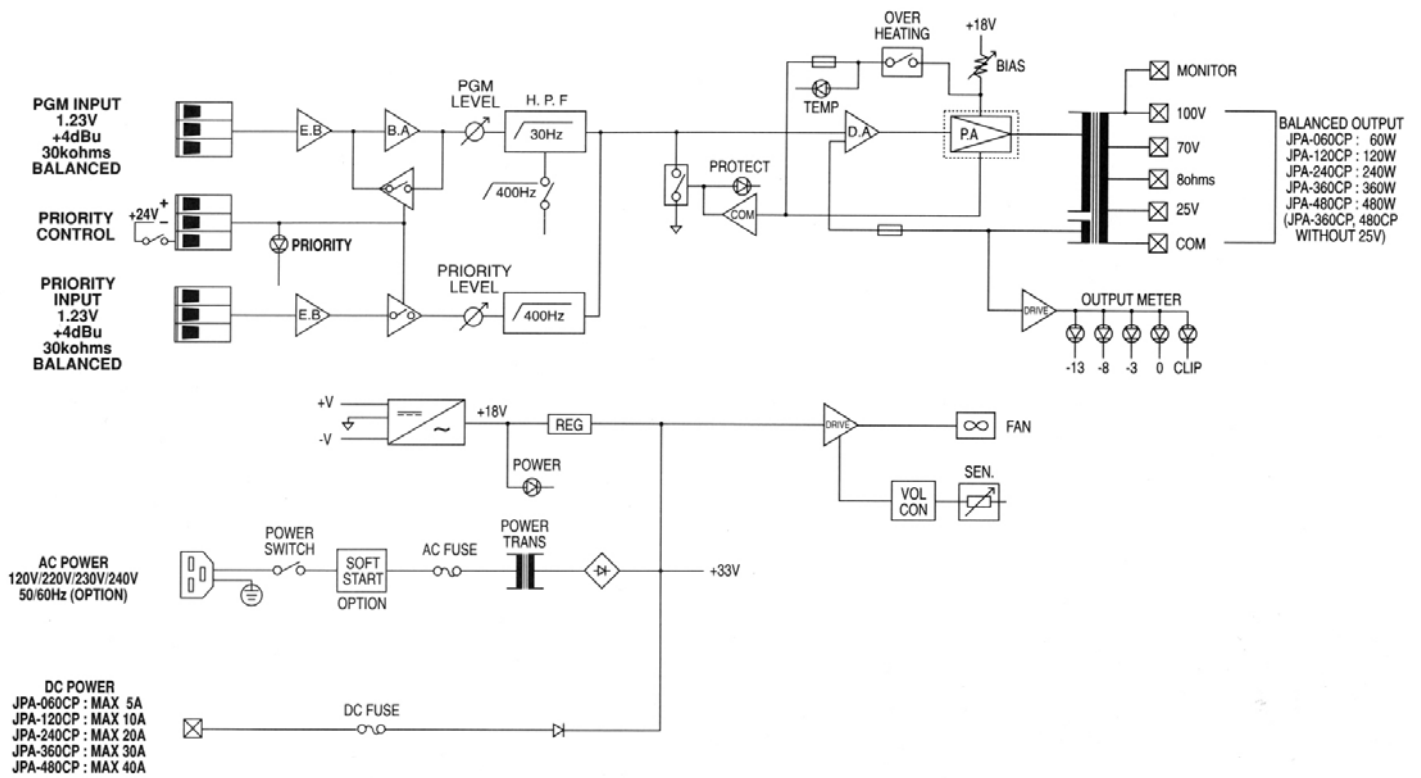 PGM INPUT
1.23V
+4dBu
30kohms
BALANCED
E.B
B.A
PGM
LEVEL
H. P. F
30Hz
400Hz
PRIORITY
CONTROL
+24V
+
–
PRIORITY
PRIORITY
INPUT
1.23V
+4dBu
30kohms
BALANCED
E.B
PRIORITY
LEVEL
400Hz
OVER
HEATING
+18V
BIAS
TEMP
D.A
P.A
PROTECT
COM
MONITOR
100V
70V
8ohms
25V
COM
BALANCED OUTPUT
JPA-060CP : 60W
JPA-120CP : 120W
JPA-240CP : 240W
JPA-360CP : 360W
JPA-480CP : 480W
(JPA-360CP, 480CP
WITHOUT 25V)
DRIVE
OUTPUT METER
-13 -8 -3 0 CLIP
+V
-V
~
+18V
REG
POWER
DRIVE
FAN
VOL
CON
SEN.
AC POWER
120V/220V/230V/240V
50/60Hz (OPTION)
POWER
SWITCH
SOFT
START
OPTION
AC FUSE
POWER
TRANS
+33V
DC POWER
JPA-060CP : MAX 5A
JPA-120CP : MAX 10A
JPA-240CP : MAX 20A
JPA-360CP : MAX 30A
JPA-480CP : MAX 40A
DC FUSE